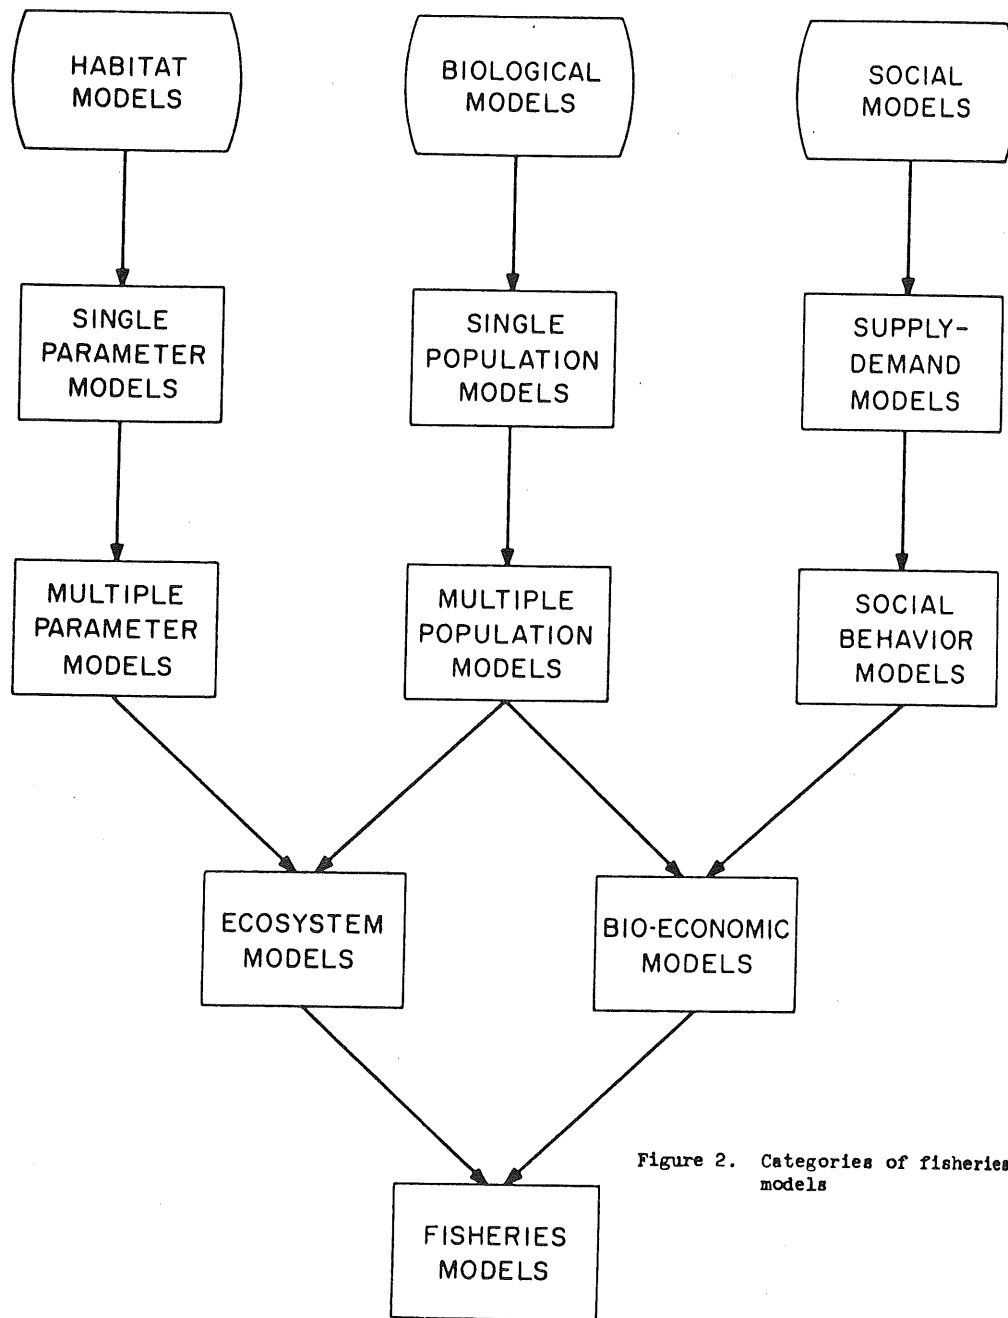 HABITAT
MODELS
BIOLOGICAL
MODELS
SOCIAL
MODELS
SINGLE
PARAMETER
MODELS
SINGLE
POPULATION
MODELS
SUPPLY-
DEMAND
MODELS
MULTIPLE
PARAMETER
MODELS
MULTIPLE
POPULATION
MODELS
SOCIAL
BEHAVIOR
MODELS
ECOSYSTEM
MODELS
BIO-ECONOMIC
MODELS
Figure 2. Categories of fisheries
models
FISHERIES
MODELS